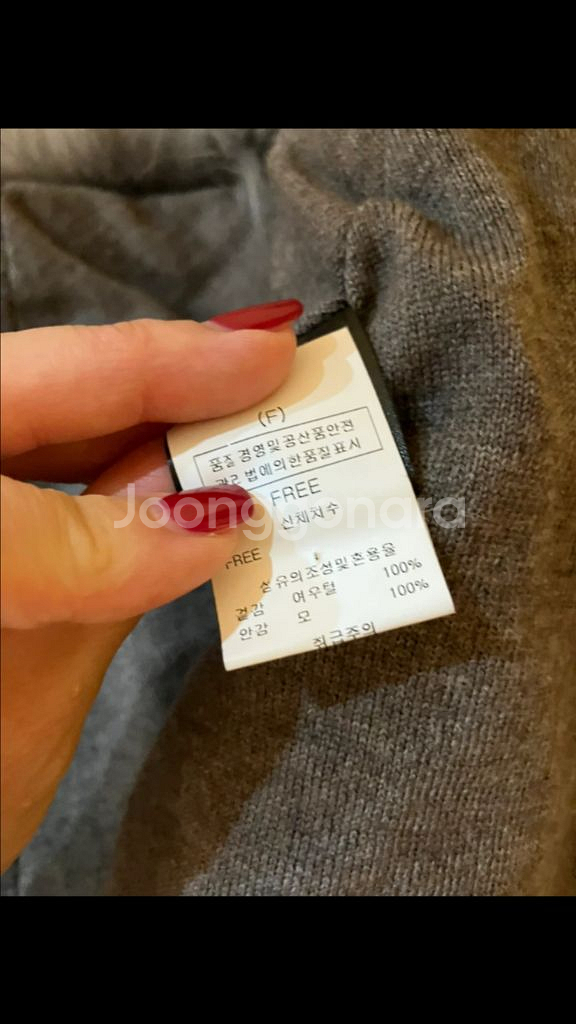 (F)
품질경영및공산품안전
관리법에의한품질표시
FREE
신체치수
FREE
섬유의조성및혼용율
겉감 여우털 100%
안감 모 100%
취급주의
Joonggonara